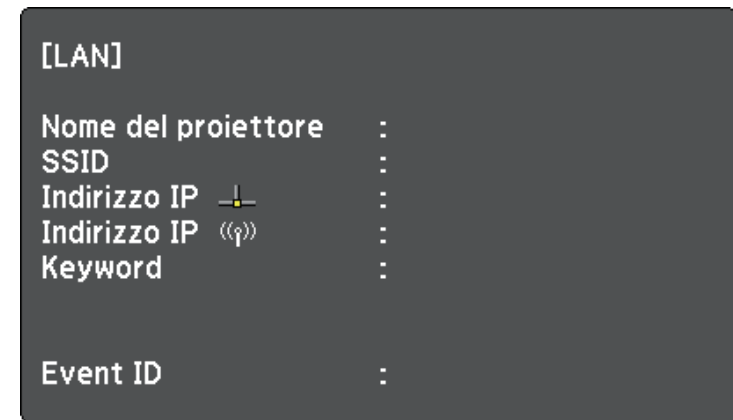 [LAN]
Nome del proiettore :
SSID :
Indirizzo IP :
Indirizzo IP :
Keyword :
Event ID :